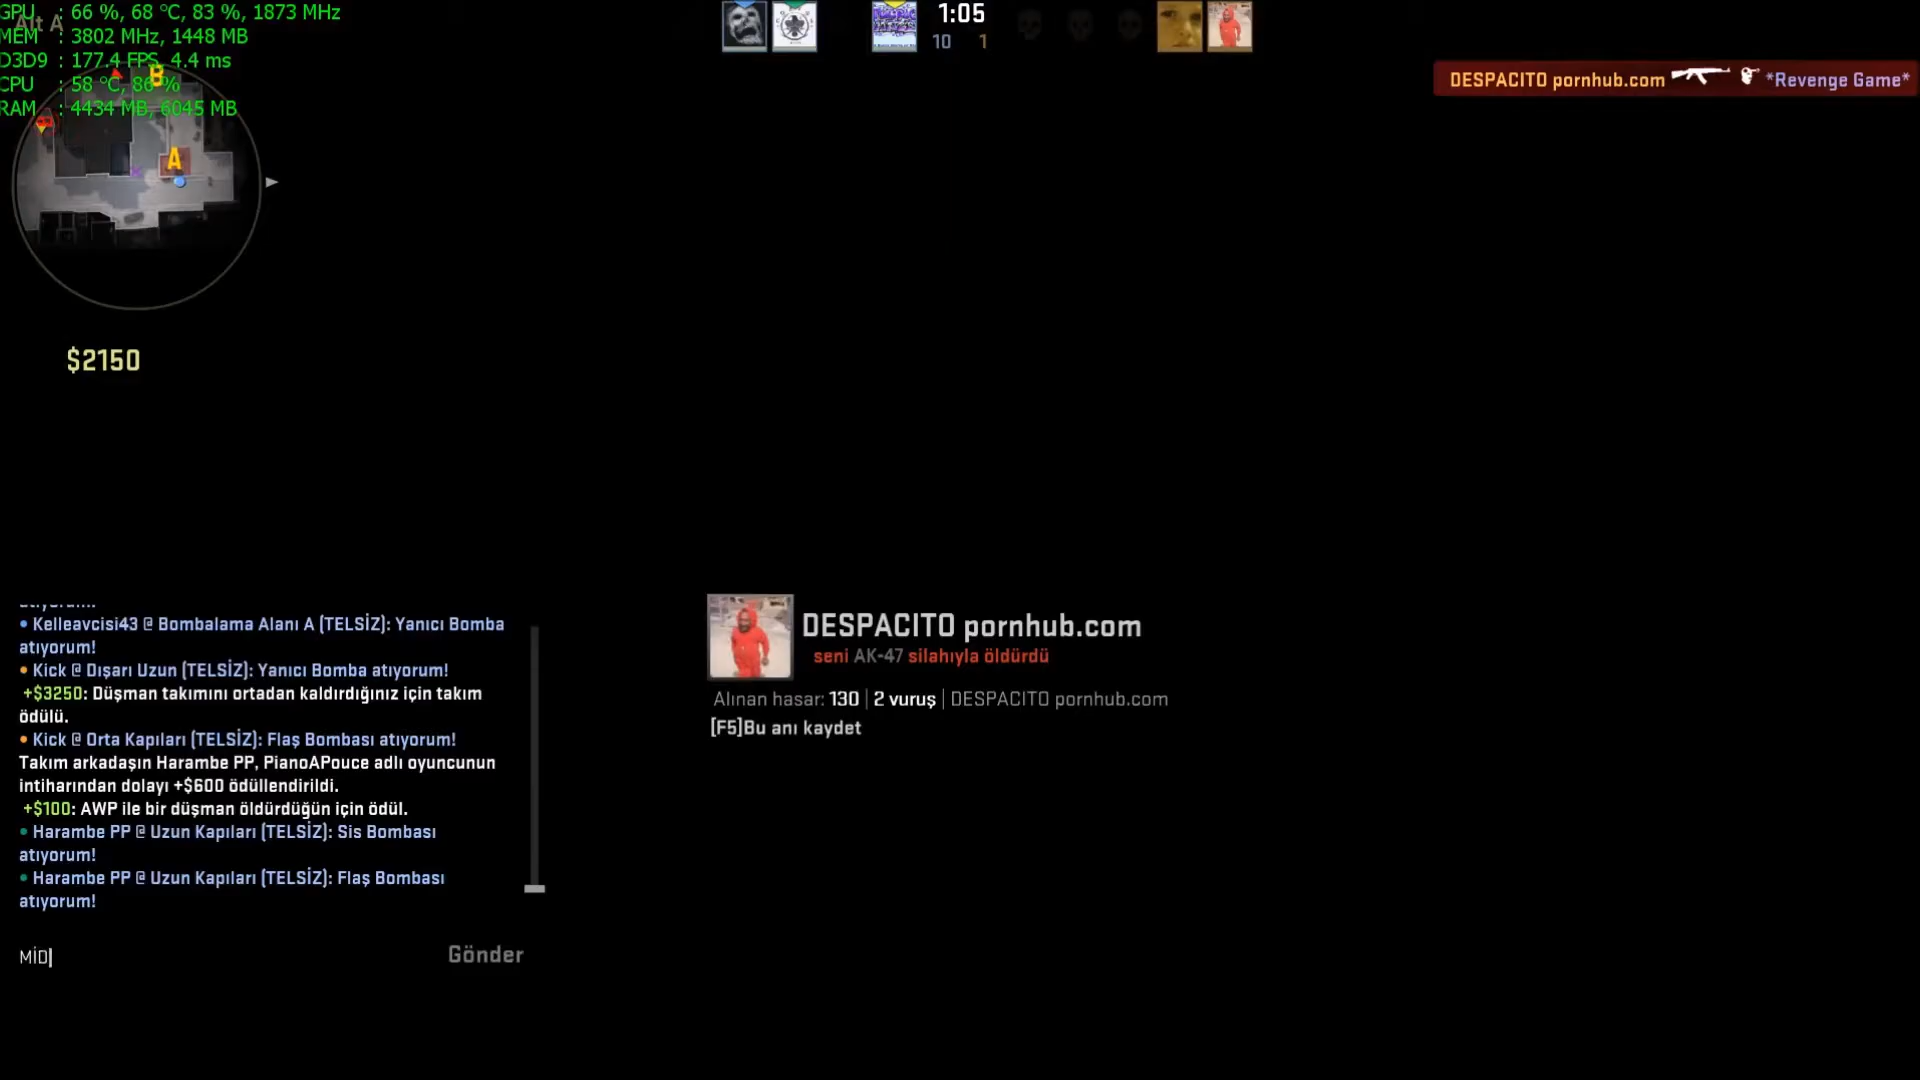 Alt A
GPU : 66 %, 68 °C, 83 %, 1873 MHz
MEM : 3802 MHz, 1448 MB
D3D9 : 177.4 FPS, 4.4 ms
CPU : 58 °C, 86 %
RAM : 4434 MB, 6045 MB
B
A
1:05
10 1
DESPACITO pornhub.com *Revenge Game*
$2150
atıyorum!
• Kelleavcisi43 @ Bombalama Alanı A (TELSİZ): Yanıcı Bomba
atıyorum!
• Kick @ Dışarı Uzun (TELSİZ): Yanıcı Bomba atıyorum!
+$3250: Düşman takımını ortadan kaldırdığınız için takım
ödülü.
• Kick @ Orta Kapıları (TELSİZ): Flaş Bombası atıyorum!
Takım arkadaşın Harambe PP, PianoAPouce adlı oyuncunun
intiharından dolayı +$600 ödüllendirildi.
+$100: AWP ile bir düşman öldürdüğün için ödül.
• Harambe PP @ Uzun Kapıları (TELSİZ): Sis Bombası
atıyorum!
• Harambe PP @ Uzun Kapıları (TELSİZ): Flaş Bombası
atıyorum!
MİD
Gönder
DESPACITO pornhub.com
seni AK-47 silahıyla öldürdü
Alınan hasar: 130 | 2 vuruş | DESPACITO pornhub.com
[F5]Bu anı kaydet